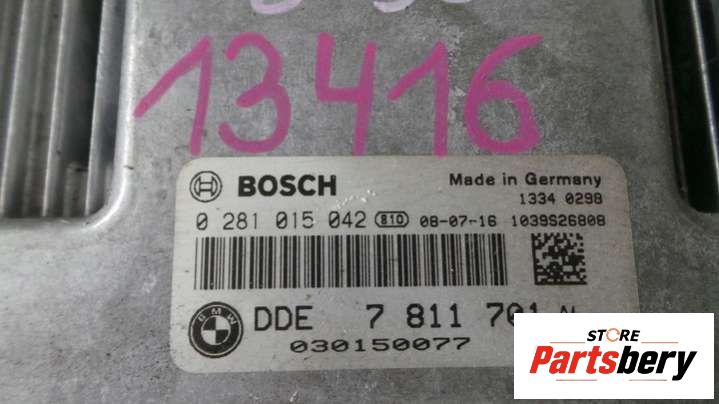 13416
BOSCH
Made in Germany
1334 0298
0 281 015 042 810 08-07-16 1039S26808
BMW
DDE 7 811 701
030150077
STORE
Partsbery